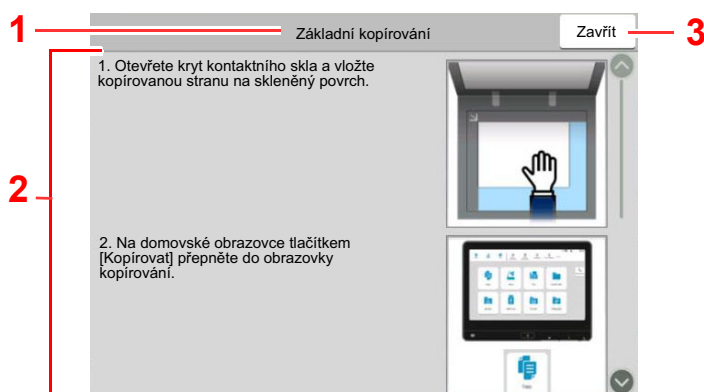 1
Základní kopírování
Zavřít
3
1. Otevřete kryt kontaktního skla a vložte
kopírovanou stranu na skleněný povrch.
2
2. Na domovské obrazovce tlačítkem
[Kopírovat] přepněte do obrazovky
kopírování.